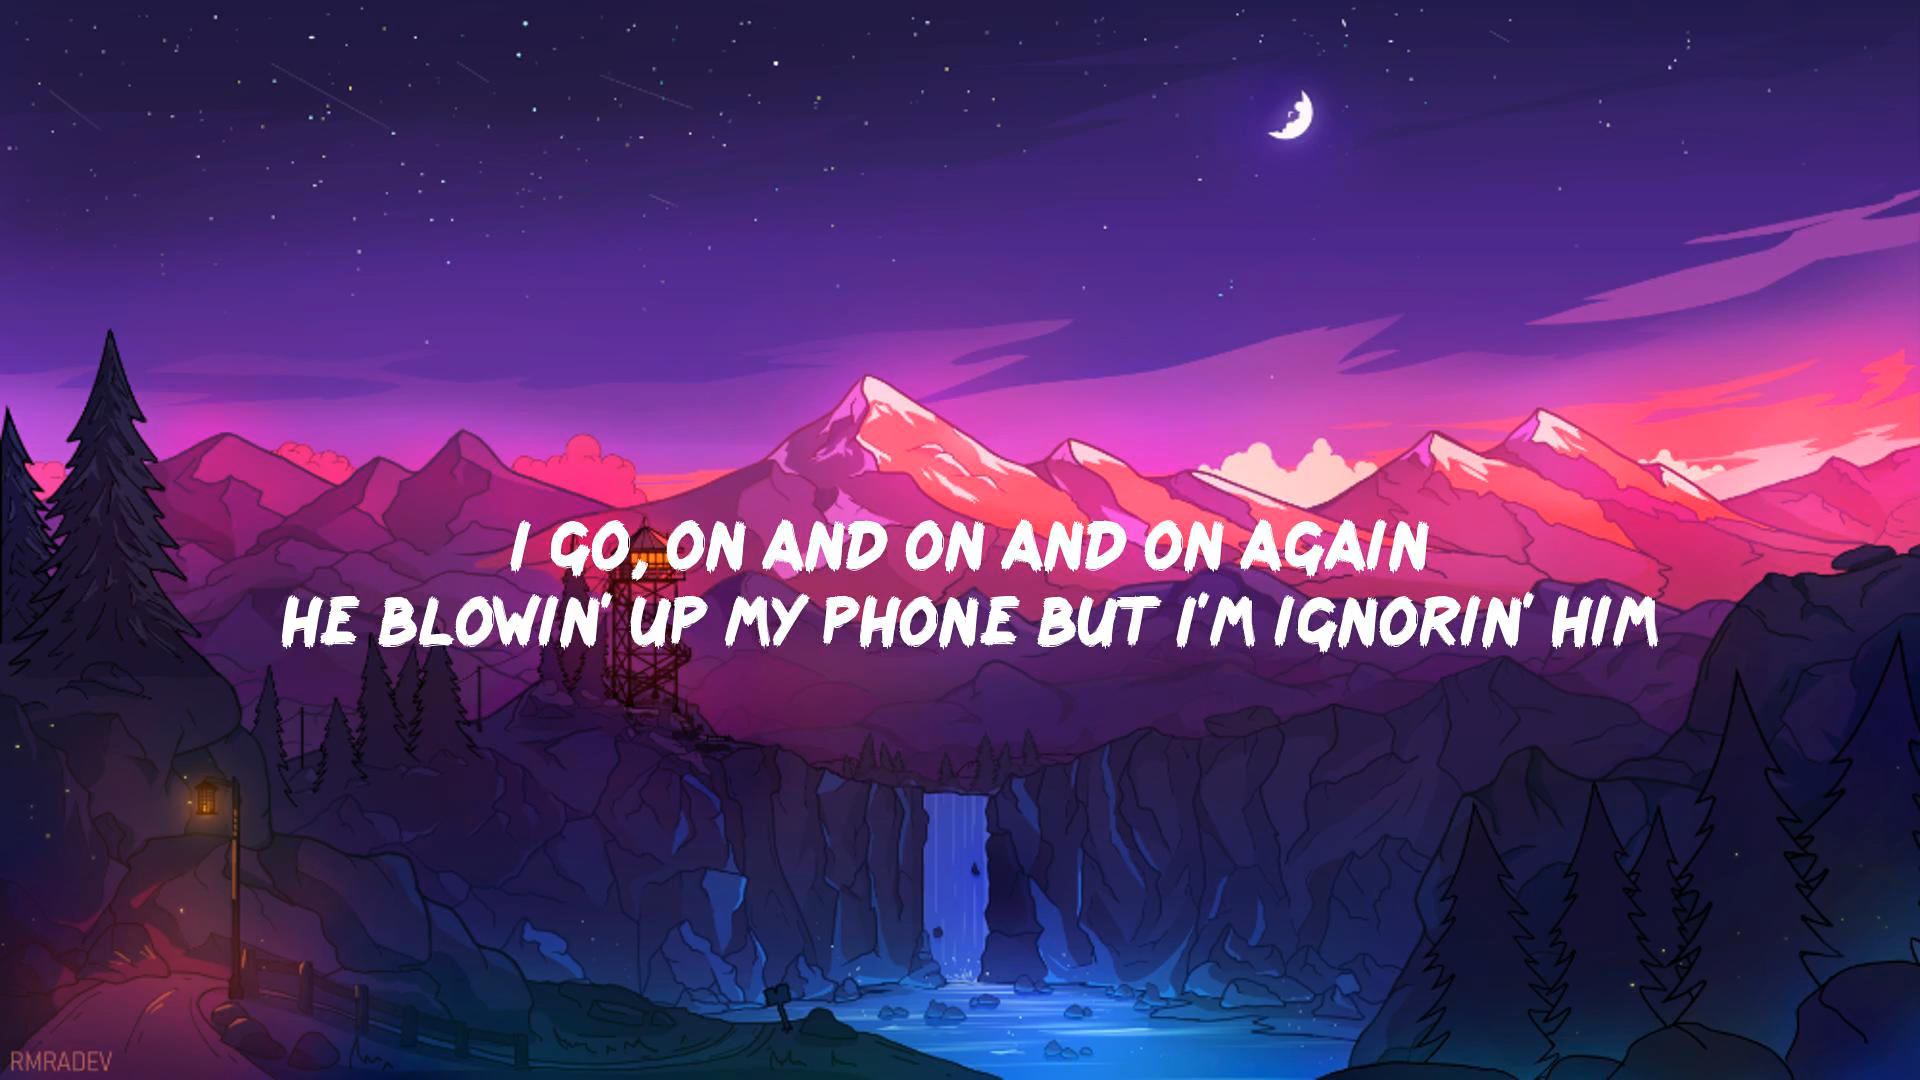 I GO, ON AND ON AND ON AGAIN
HE BLOWIN' UP MY PHONE BUT I'M IGNORIN' HIM
RMRADEV